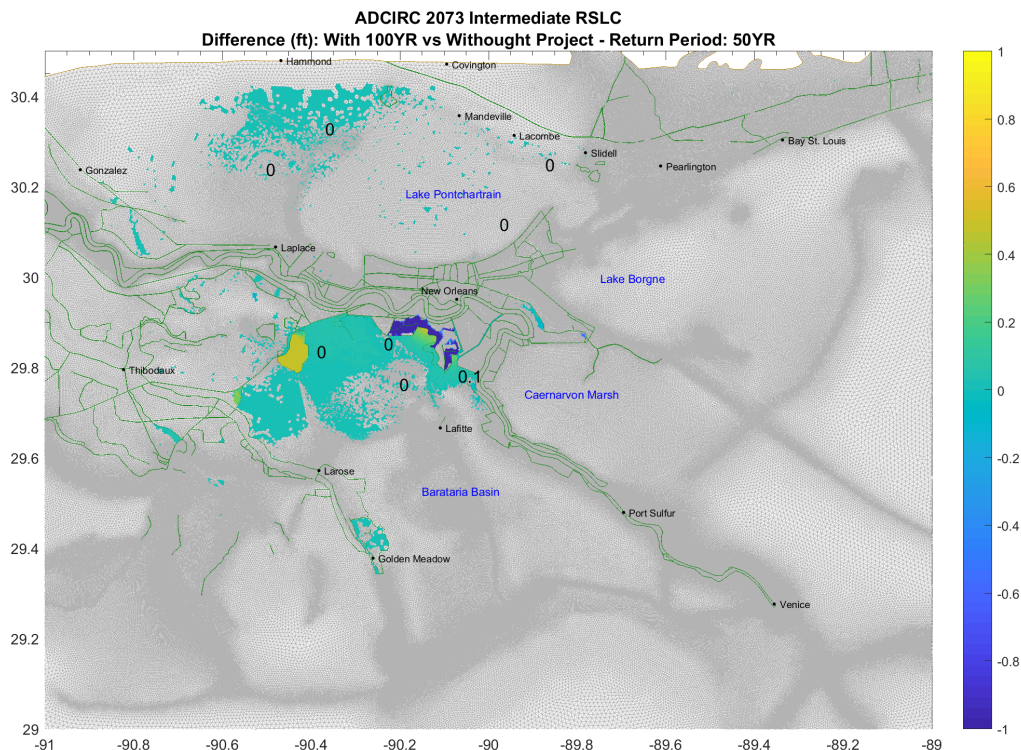 ADCIRC 2073 Intermediate RSLC
Difference (ft): With 100YR vs Withought Project - Return Period: 50YR
Hammond
Covington
1
30.4
Mandeville
0
Lacombe
0.8
Bay St. Louis
Slidell
0
Pearlington
Gonzalez
0
30.2
Lake Pontchartrain
0.6
0
Laplace
30
Lake Borgne
0.4
New Orleans
0.2
0
0
29.8
Thibodaux
0
0.1
0
Caernarvon Marsh
Lafitte
-0.2
29.6
Larose
Barataria Basin
-0.4
Port Sulfur
29.4
Golden Meadow
-0.6
Venice
29.2
-0.8
29
-1
-91
-90.8
-90.6
-90.4
-90.2
-90
-89.8
-89.6
-89.4
-89.2
-89